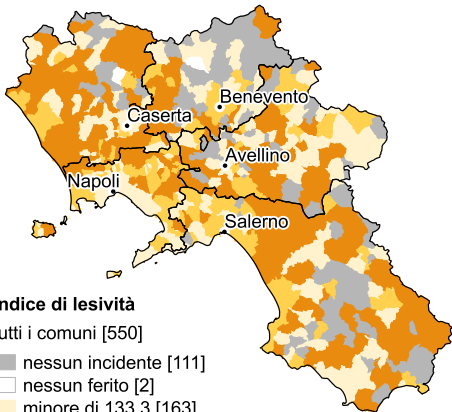 Benevento
Caserta
Avellino
Napoli
Salerno
ndice di lesività
utti i comuni [550]
nessun incidente [111]
nessun ferito [2]
minore di 133,3 [163]